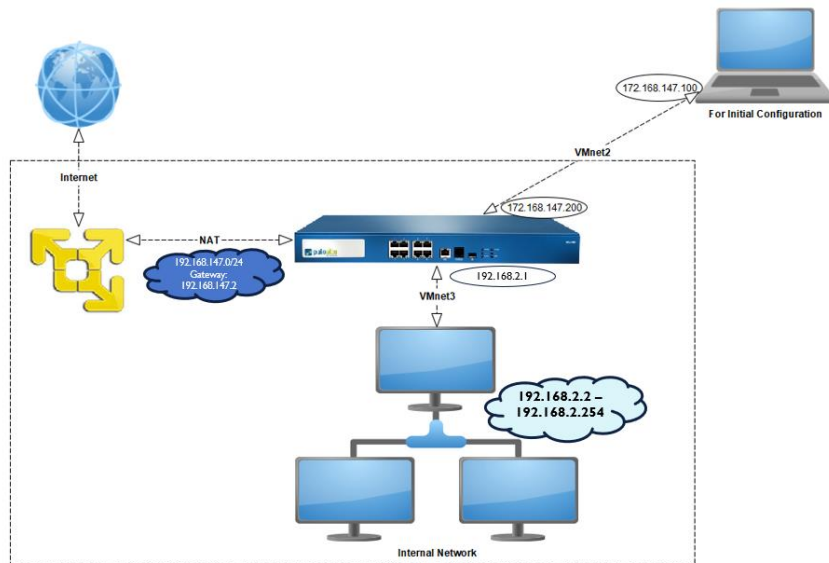 172.168.147.100
For Initial Configuration
VMnet2
Internet
172.168.147.200
NAT
192.168.147.0/24
Gateway:
192.168.147.2
192.168.2.1
VMnet3
192.168.2.2 –
192.168.2.254
Internal Network